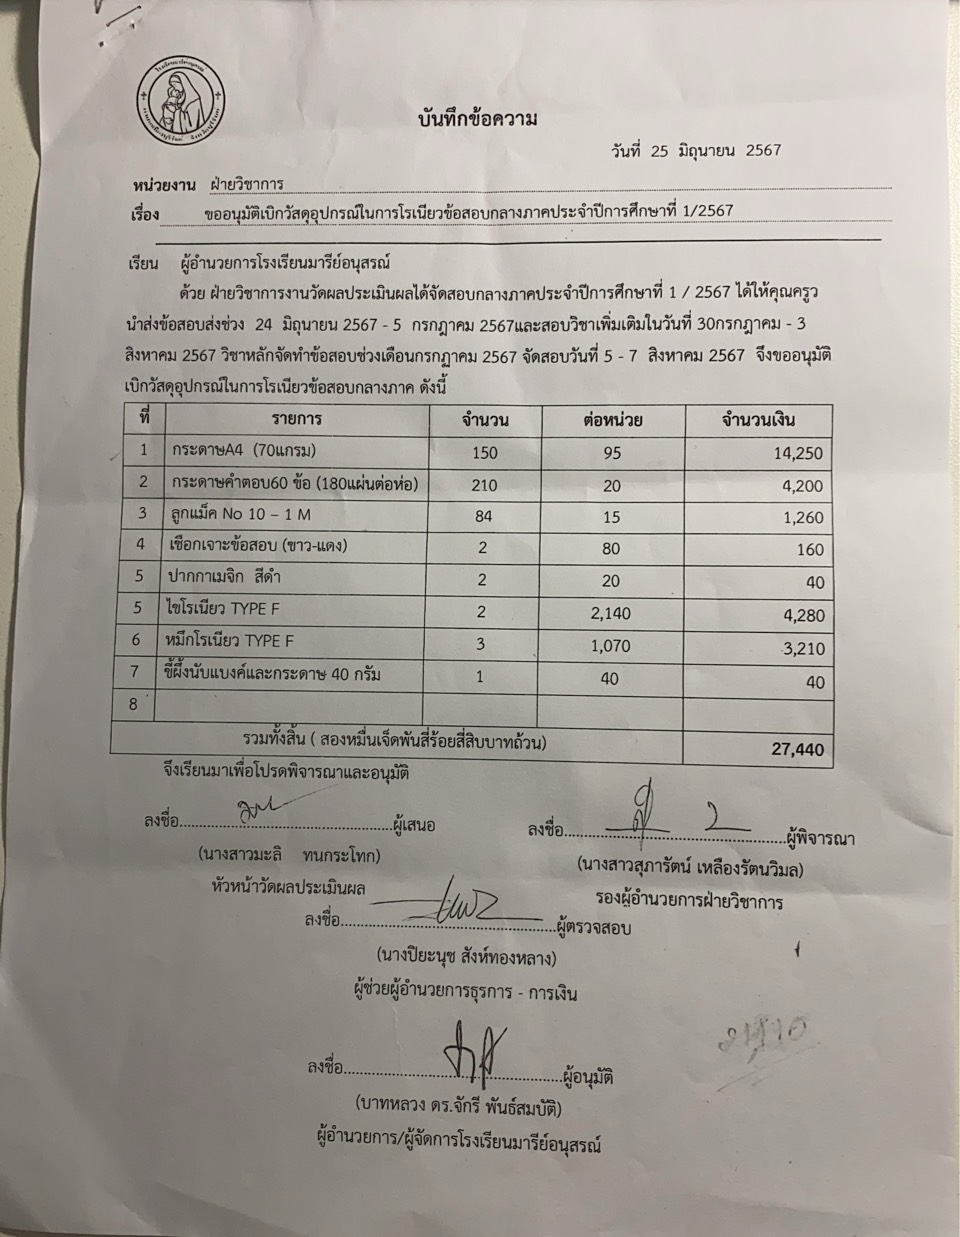 บันทึกข้อความ
วันที่ 25 มิถุนายน 2567
หน่วยงาน ฝ่ายวิชาการ
เรื่อง ขออนุมัติเบิกวัสดุอุปกรณ์ในการโรเนียวข้อสอบกลางภาคประจำปีการศึกษาที่ 1/2567
เรียน ผู้อำนวยการโรงเรียนมารีย์อนุสรณ์
ด้วย ฝ่ายวิชาการงานวัดผลประเมินผลได้จัดสอบกลางภาคประจำปีการศึกษาที่ 1 / 2567 ได้ให้คุณครูว
นำส่งข้อสอบส่งช่วง 24 มิถุนายน 2567 - 5 กรกฎาคม 2567และสอบวิชาเพิ่มเติมในวันที่ 30กรกฎาคม - 3
สิงหาคม 2567 วิชาหลักจัดทำข้อสอบช่วงเดือนกรกฎาคม 2567 จัดสอบวันที่ 5 - 7 สิงหาคม 2567 จึงขออนุมัติ
เบิกวัสดุอุปกรณ์ในการโรเนียวข้อสอบกลางภาค ดังนี้
ที่ รายการ จำนวน ต่อหน่วย จำนวนเงิน
1 กระดาษA4 (70แกรม) 150 95 14,250
2 กระดาษคำตอบ60 ข้อ (180แผ่นต่อห่อ) 210 20 4,200
3 ลูกแม็ค No 10 – 1 M 84 15 1,260
4 เชือกเจาะข้อสอบ (ขาว-แดง) 2 80 160
5 ปากกาเมจิก สีดำ 2 20 40
5 ไขโรเนียว TYPE F 2 2,140 4,280
6 หมึกโรเนียว TYPE F 3 1,070 3,210
7 ขี้ผึ้งนับแบงค์และกระดาษ 40 กรัม 1 40 40
8
รวมทั้งสิ้น ( สองหมื่นเจ็ดพันสี่ร้อยสี่สิบบาทถ้วน) 27,440
จึงเรียนมาเพื่อโปรดพิจารณาและอนุมัติ
ลงชื่อ............ผู้เสนอ ลงชื่อ............ผู้พิจารณา
(นางสาวมะลิ ทนกระโทก) (นางสาวสุภารัตน์ เหลืองรัตนวิมล)
หัวหน้าวัดผลประเมินผล รองผู้อำนวยการฝ่ายวิชาการ
ลงชื่อ............ผู้ตรวจสอบ
(นางปิยะนุช สังห์ทองหลาง)
ผู้ช่วยผู้อำนวยการธุรการ - การเงิน
ลงชื่อ............ผู้อนุมัติ
(บาทหลวง ดร.จักรี พันธ์สมบัติ)
ผู้อำนวยการ/ผู้จัดการโรงเรียนมารีย์อนุสรณ์